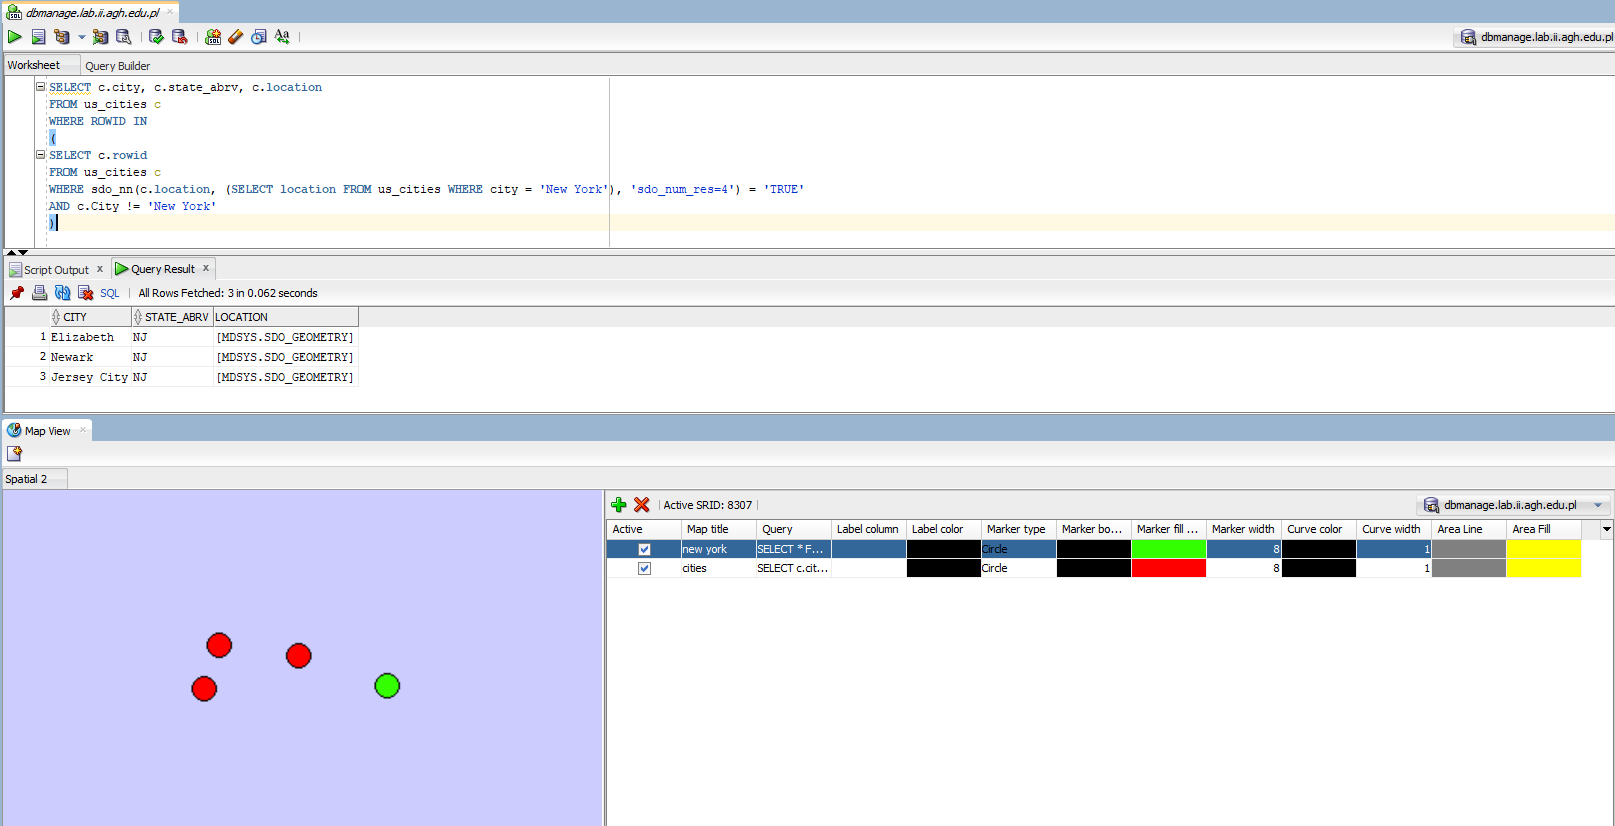 dbmanage.lab.ii.agh.edu.pl
dbmanage.lab.ii.agh.edu.pl
Worksheet Query Builder
SELECT c.city, c.state_abrv, c.location
FROM us_cities c
WHERE ROWID IN
(
SELECT c.rowid
FROM us_cities c
WHERE sdo_nn(c.location, (SELECT location FROM us_cities WHERE city = 'New York'), 'sdo_num_res=4') = 'TRUE'
AND c.City != 'New York'
)
Script Output x Query Result x
SQL All Rows Fetched: 3 in 0.062 seconds
CITY STATE_ABRV LOCATION
1 Elizabeth NJ [MDSYS.SDO_GEOMETRY]
2 Newark NJ [MDSYS.SDO_GEOMETRY]
3 Jersey City NJ [MDSYS.SDO_GEOMETRY]
Map View
Spatial 2
Active SRID: 8307 dbmanage.lab.ii.agh.edu.pl
Active Map title Query Label column Label color Marker type Marker bo... Marker fill ... Marker width Curve color Curve width Area Line Area Fill
new york SELECT * F... Circle 8 1
cities SELECT c.cit... Circle 8 1